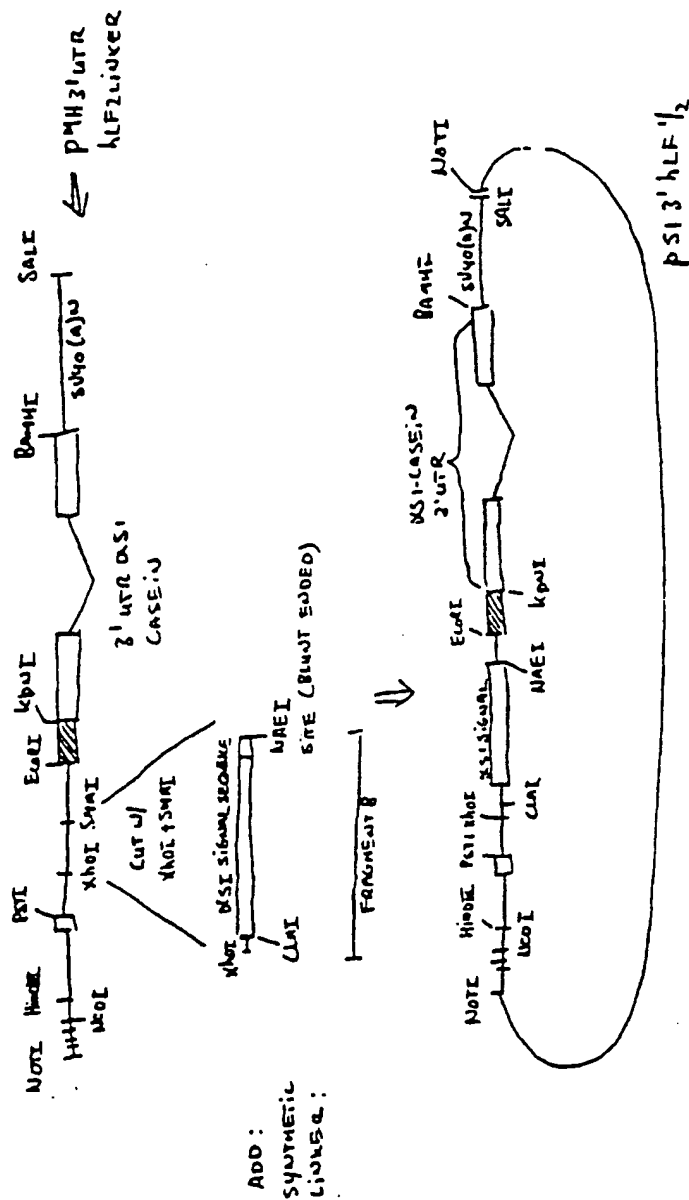 NOTI
HindIII
NCOI
PSTI
XhoI
SMAI
EcoRI
KpnI
3'UTR αS1
CASEiN
BAMHI
SV40(A)N
SALI
← pMH3'UTR
hLF2LiNKER
CUT W/
XhoI+SMAI
ADD:
SYNTHETiC
LiNKER:
XhoI
αS1 SiGNAL SEQUENCE
CLAI
NAEI
SITE (BLUNT ENDED)
FRAGMENT B
NOTI
HindIII
NCOI
PSTI
XhoI
CLAI
αS1 SiGNAL
NAEI
EcoRI
KpnI
αS1-CASEiN
3'UTR
BAMHI
SV40(A)N
NOTI
SALI
pS13'hLF 1/2